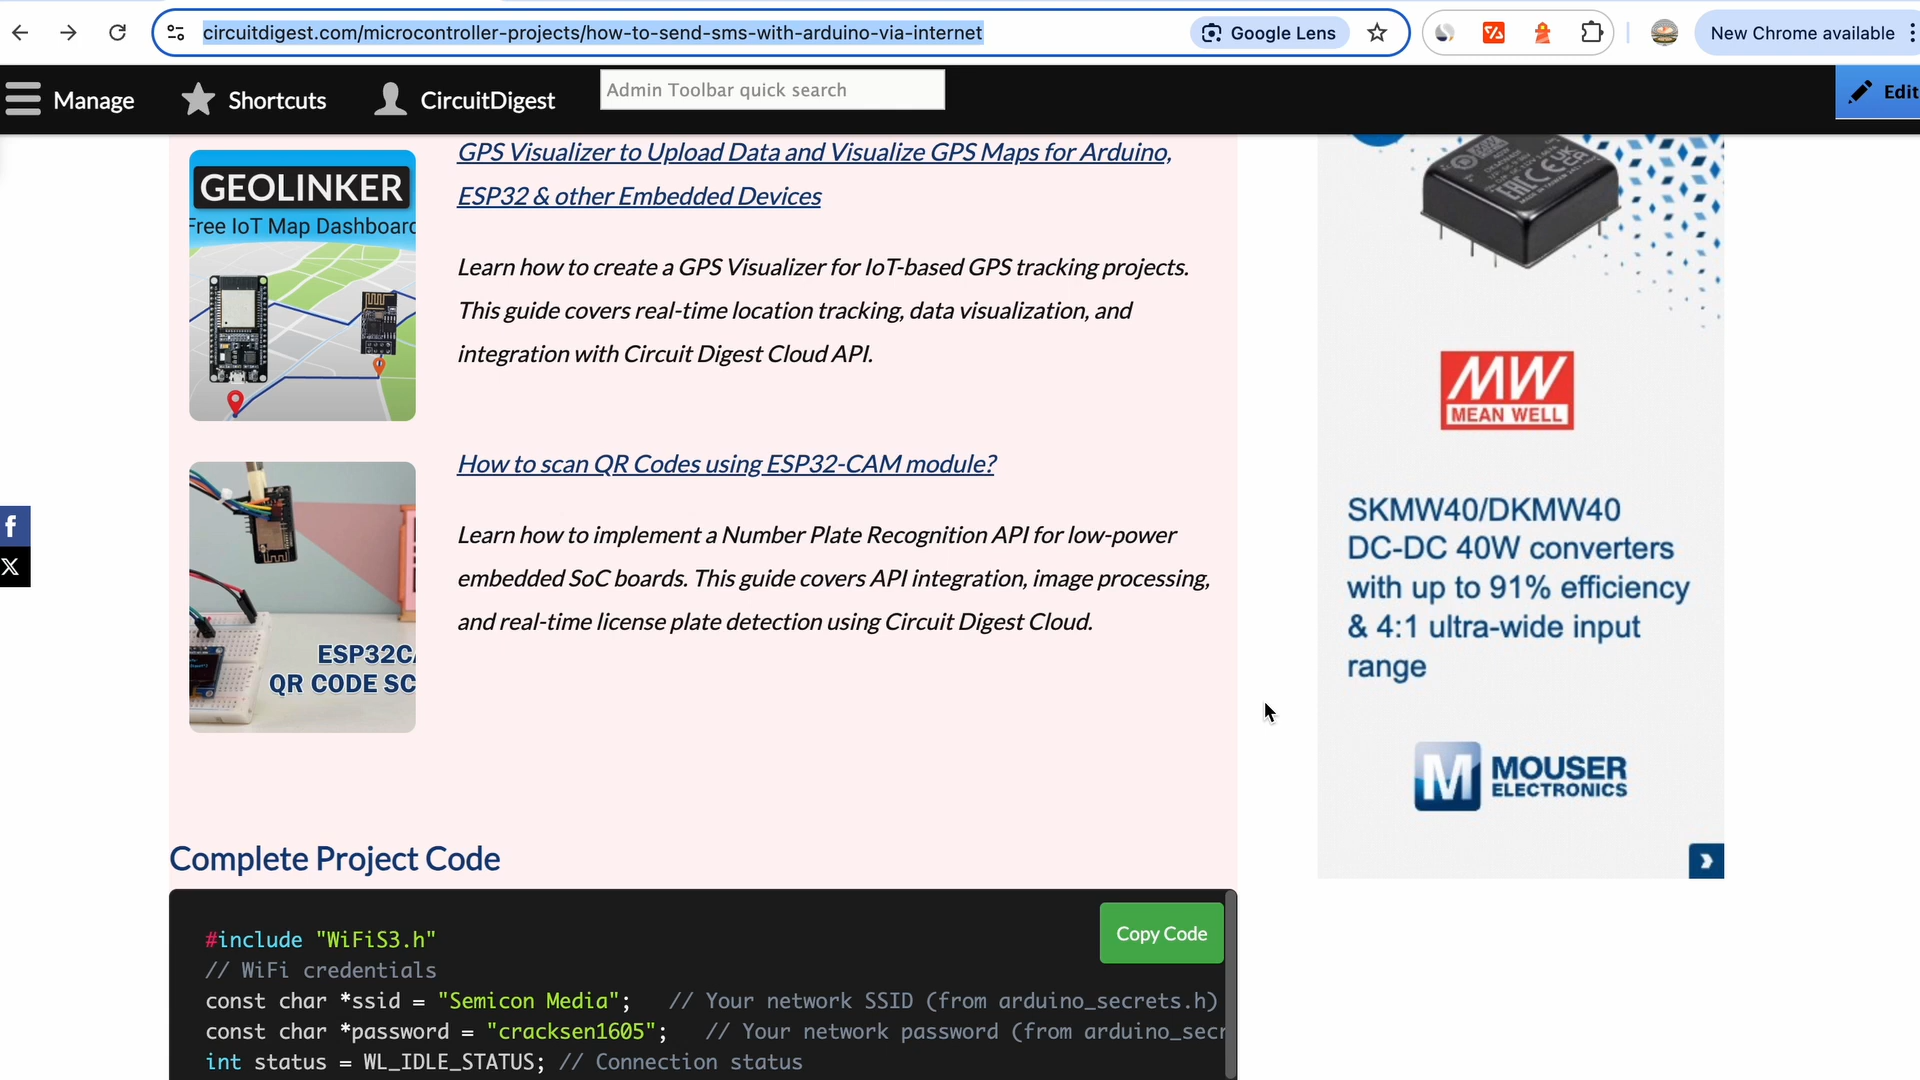 circuitdigest.com/microcontroller-projects/how-to-send-sms-with-arduino-via-internet
Google Lens
New Chrome available
Manage
Shortcuts
CircuitDigest
Admin Toolbar quick search
Edit
GEOLINKER
Free IoT Map Dashboard
GPS Visualizer to Upload Data and Visualize GPS Maps for Arduino,
ESP32 & other Embedded Devices
Learn how to create a GPS Visualizer for IoT-based GPS tracking projects.
This guide covers real-time location tracking, data visualization, and
integration with Circuit Digest Cloud API.
How to scan QR Codes using ESP32-CAM module?
Learn how to implement a Number Plate Recognition API for low-power
embedded SoC boards. This guide covers API integration, image processing,
and real-time license plate detection using Circuit Digest Cloud.
ESP32CA
QR CODE SC
MW
MEAN WELL
SKMW40/DKMW40
DC-DC 40W converters
with up to 91% efficiency
& 4:1 ultra-wide input
range
M MOUSER
ELECTRONICS
Complete Project Code
Copy Code
#include "WiFiS3.h"
// WiFi credentials
const char *ssid = "Semicon Media";   // Your network SSID (from arduino_secrets.h)
const char *password = "cracksen1605";   // Your network password (from arduino_secr
int status = WL_IDLE_STATUS; // Connection status